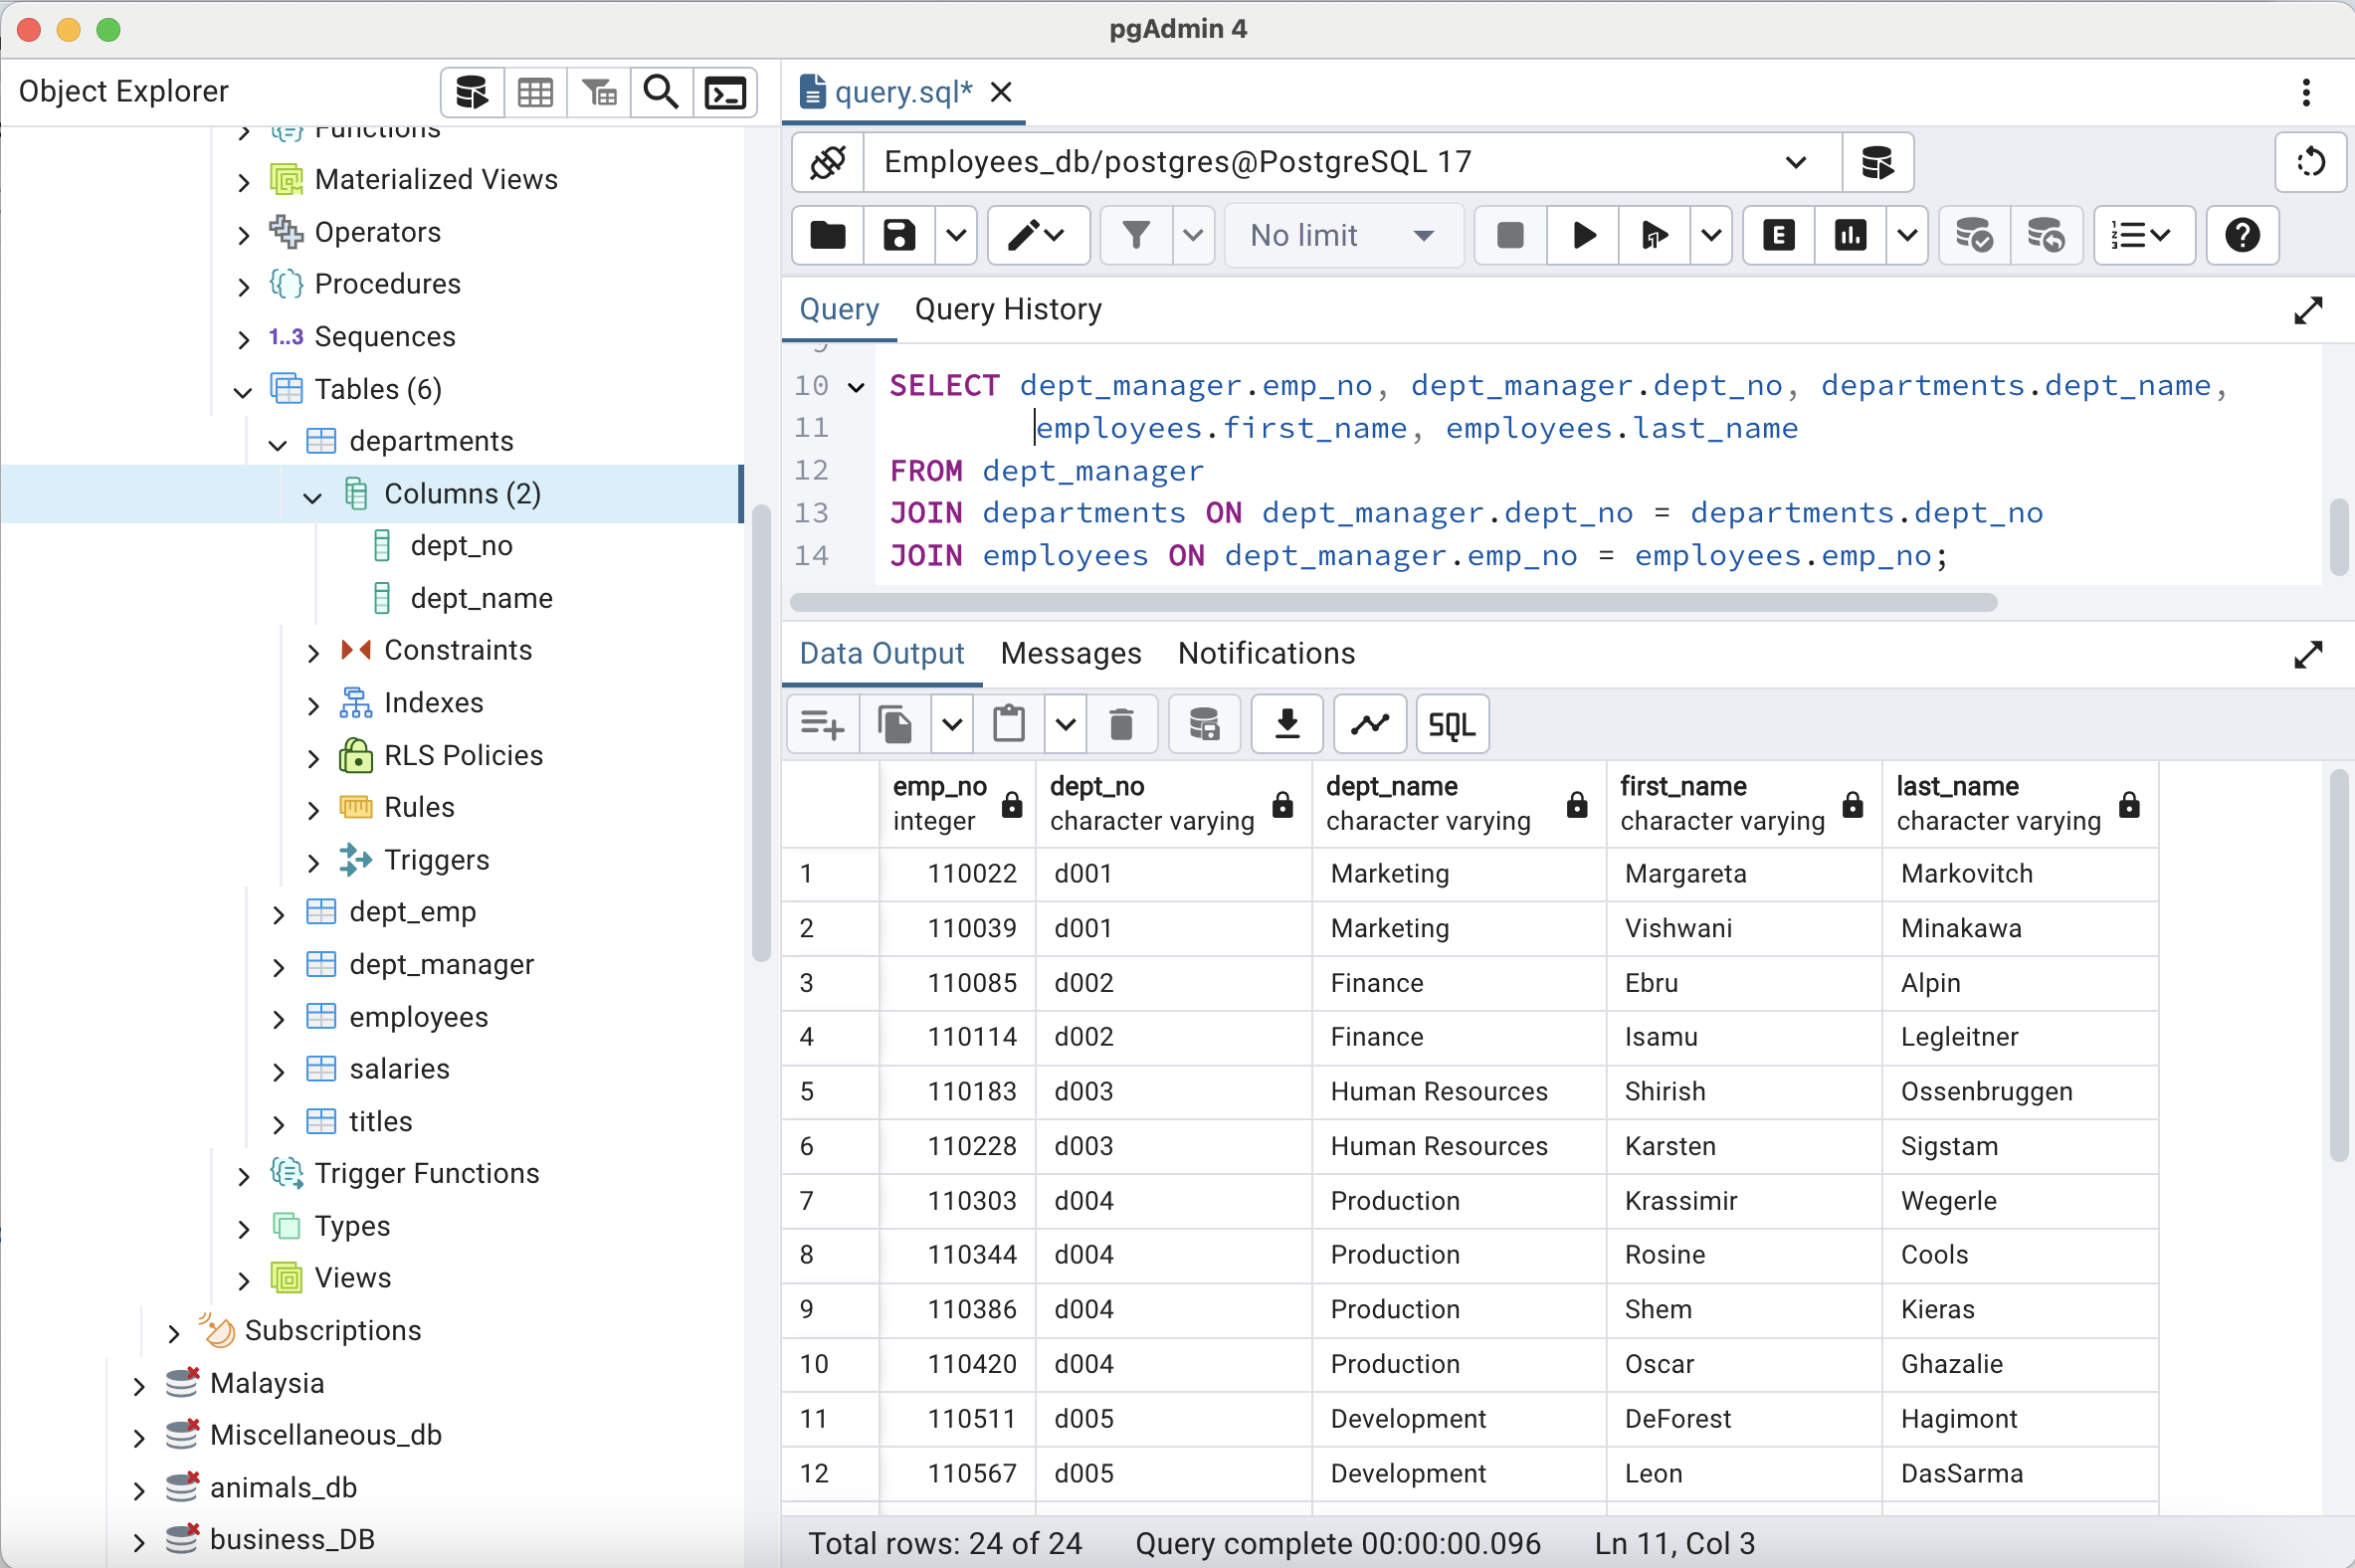 pgAdmin 4
Object Explorer
Functions
Materialized Views
Operators
Procedures
1..3 Sequences
Tables (6)
departments
Columns (2)
dept_no
dept_name
Constraints
Indexes
RLS Policies
Rules
Triggers
dept_emp
dept_manager
employees
salaries
titles
Trigger Functions
Types
Views
Subscriptions
Malaysia
Miscellaneous_db
animals_db
business_DB
query.sql*
Employees_db/postgres@PostgreSQL 17
No limit
E
Query Query History
9
10 SELECT dept_manager.emp_no, dept_manager.dept_no, departments.dept_name,
11 employees.first_name, employees.last_name
12 FROM dept_manager
13 JOIN departments ON dept_manager.dept_no = departments.dept_no
14 JOIN employees ON dept_manager.emp_no = employees.emp_no;
Data Output Messages Notifications
SQL
emp_no dept_no dept_name first_name last_name
integer character varying character varying character varying character varying
1 110022 d001 Marketing Margareta Markovitch
2 110039 d001 Marketing Vishwani Minakawa
3 110085 d002 Finance Ebru Alpin
4 110114 d002 Finance Isamu Legleitner
5 110183 d003 Human Resources Shirish Ossenbruggen
6 110228 d003 Human Resources Karsten Sigstam
7 110303 d004 Production Krassimir Wegerle
8 110344 d004 Production Rosine Cools
9 110386 d004 Production Shem Kieras
10 110420 d004 Production Oscar Ghazalie
11 110511 d005 Development DeForest Hagimont
12 110567 d005 Development Leon DasSarma
Total rows: 24 of 24 Query complete 00:00:00.096 Ln 11, Col 3